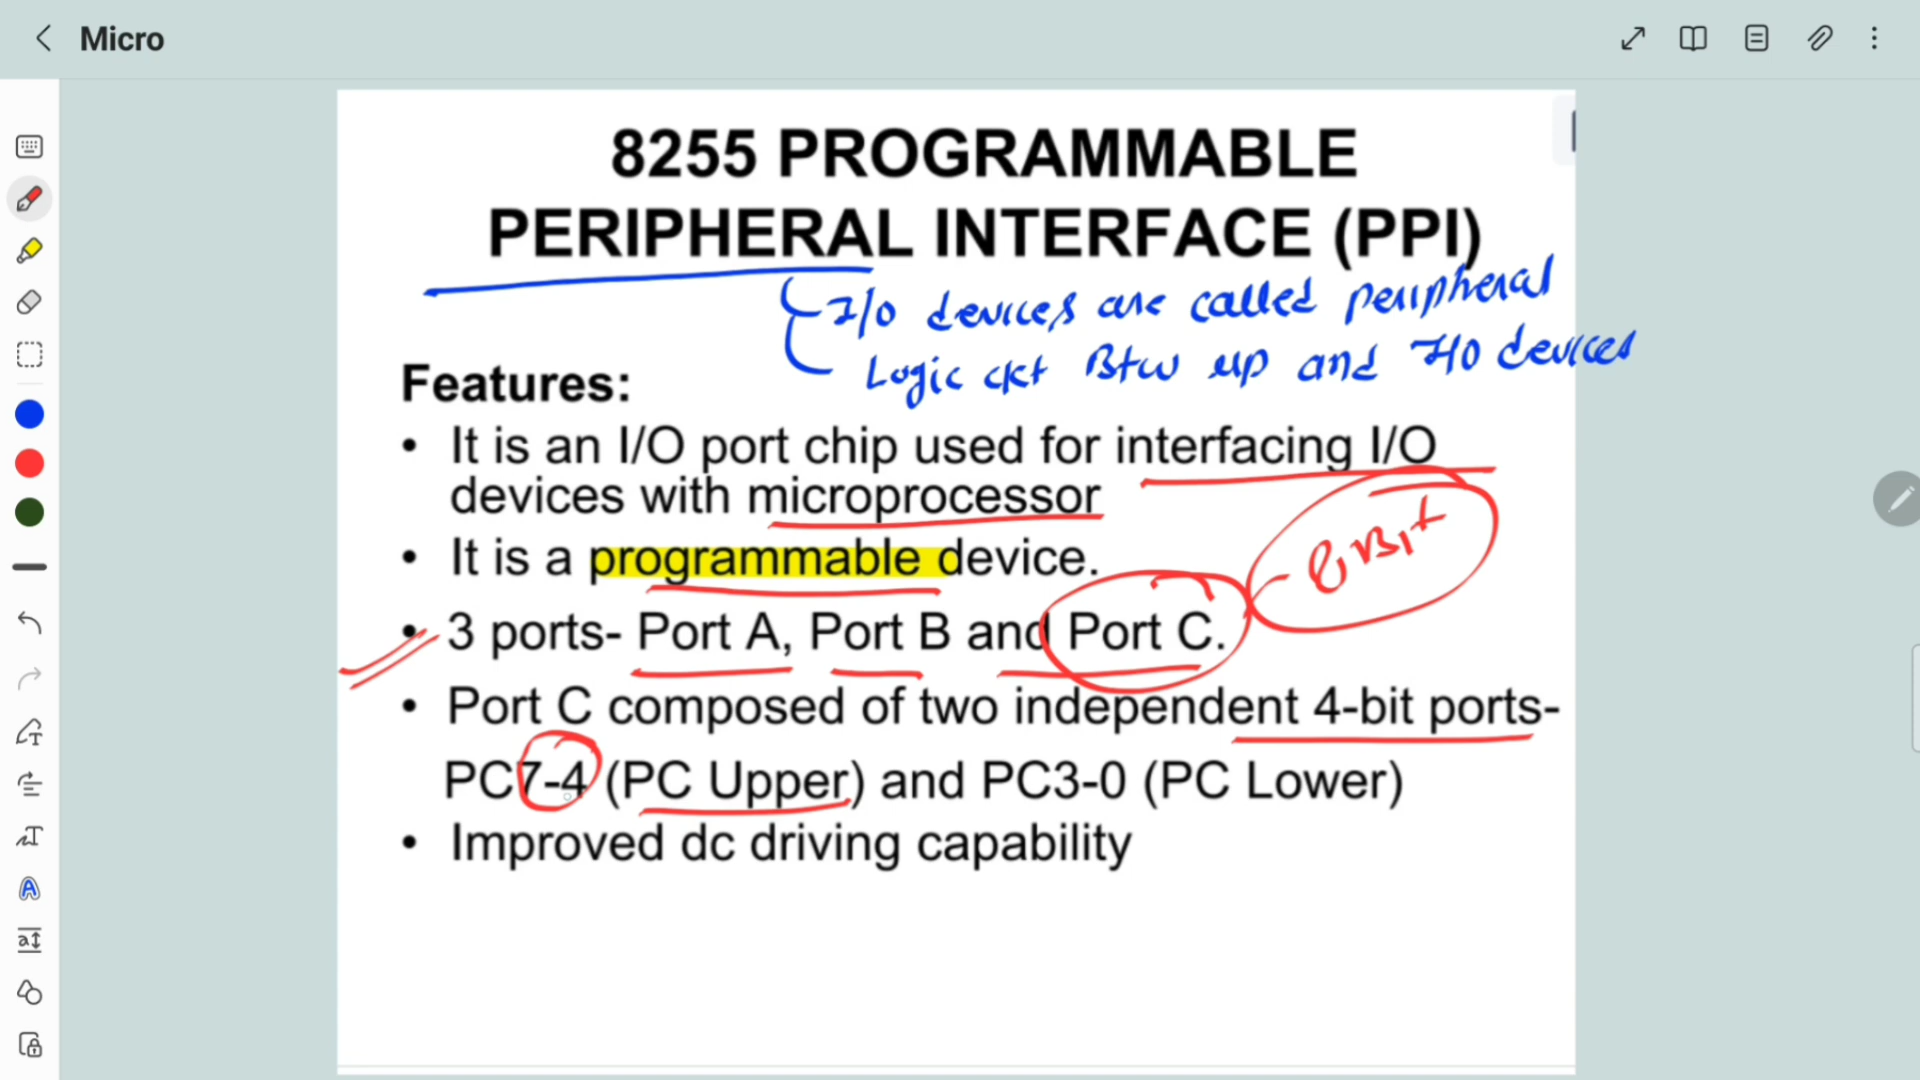 Micro
8255 PROGRAMMABLE
PERIPHERAL INTERFACE (PPI)
I/O devices are called peripheral
Logic ckt Btw up and I/O devices
Features:
• It is an I/O port chip used for interfacing I/O
devices with microprocessor
• It is a programmable device.
- 8 Bit
• 3 ports- Port A, Port B and Port C.
• Port C composed of two independent 4-bit ports-
PC7-4 (PC Upper) and PC3-0 (PC Lower)
• Improved dc driving capability